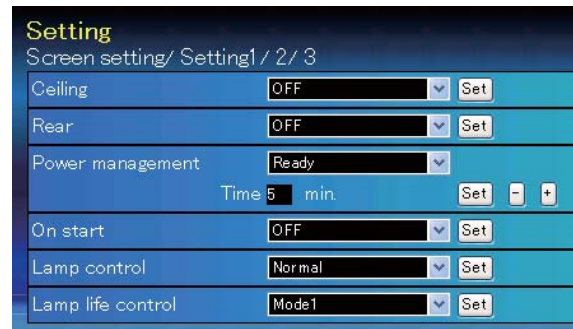 Setting
Screen setting/ Setting1/ 2/ 3
Ceiling OFF Set
Rear OFF Set
Power management Ready
Time 5 min. Set - +
On start OFF Set
Lamp control Normal Set
Lamp life control Mode1 Set